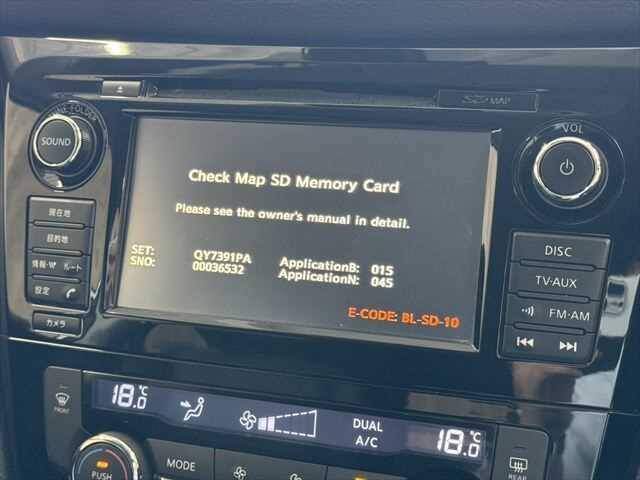 SD MAP
VOL
SOUND
Check Map SD Memory Card
Please see the owner's manual in detail.
SET: QY7391PA ApplicationB: 015
SNO: 00036532 ApplicationN: 045
E-CODE: BL-SD-10
現在地
目的地
情報・VP ルート
設定
カメラ
DISC
TV・AUX
FM・AM
18.0°C
DUAL
A/C
18.0°C
FRONT
MODE
PUSH
REAR